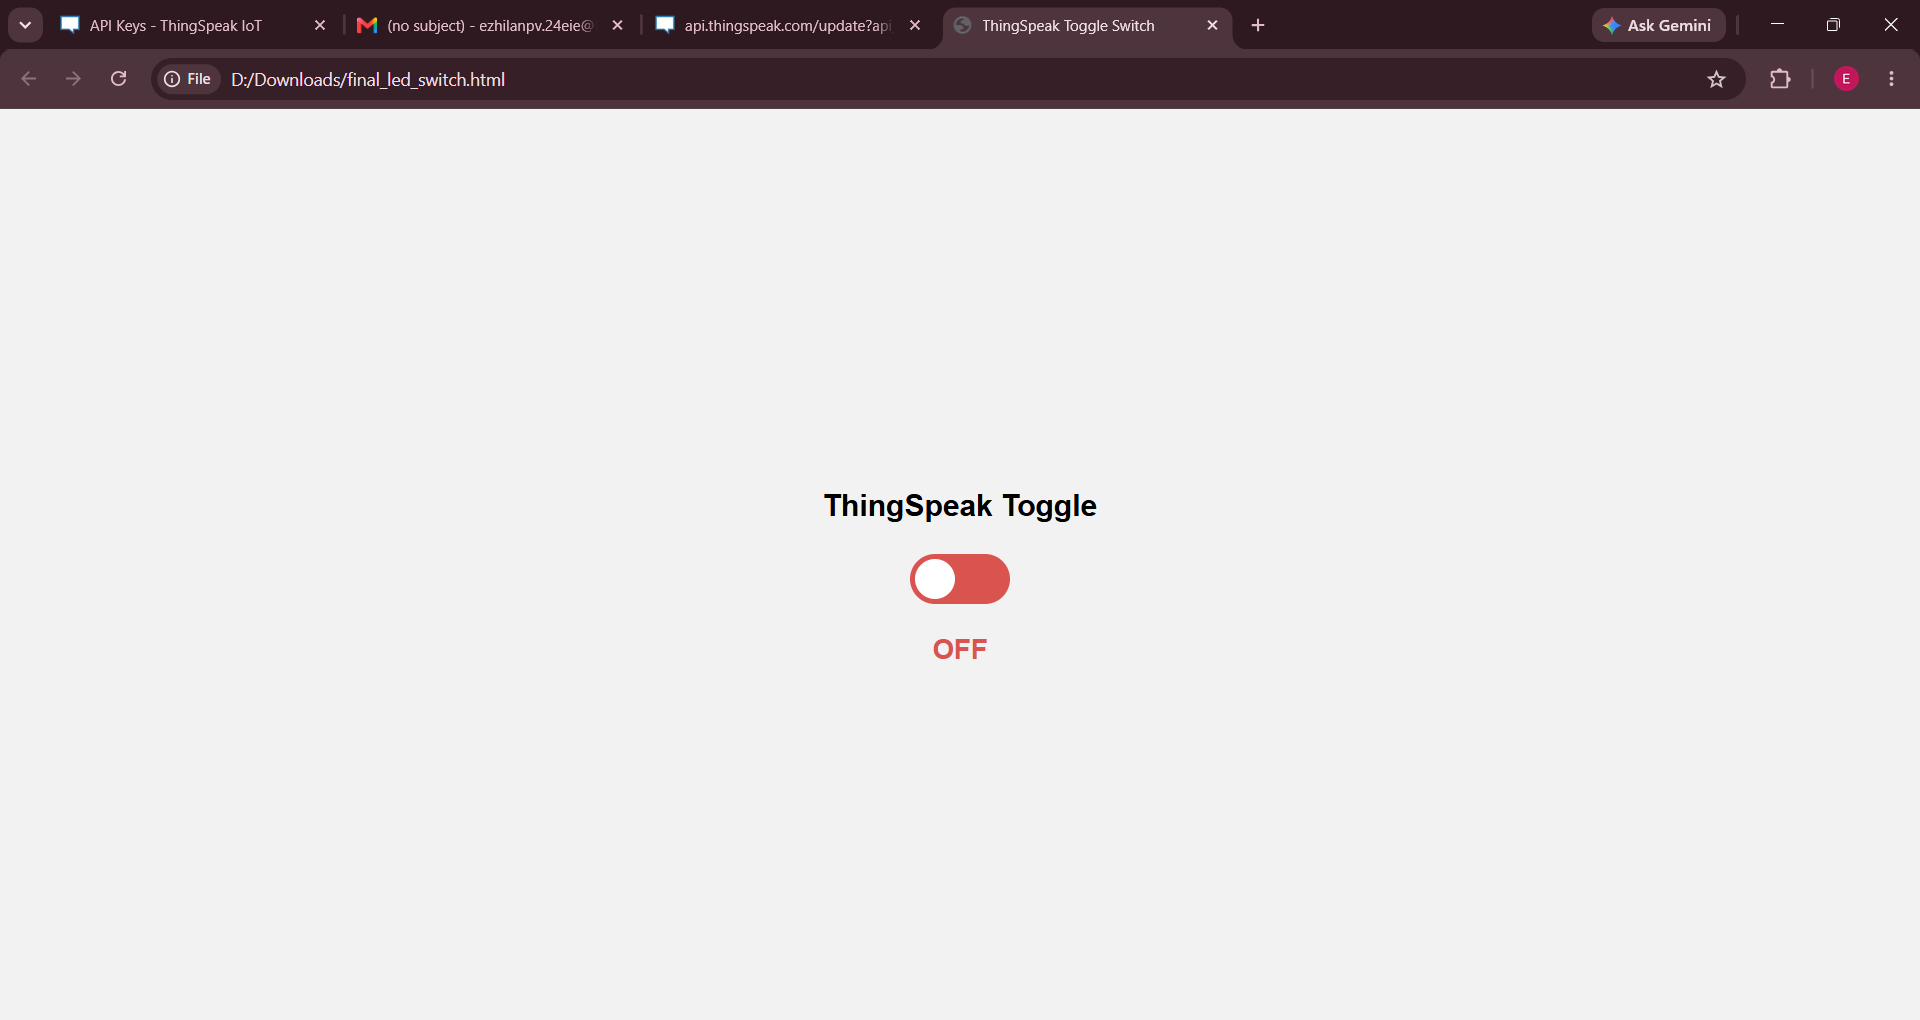 API Keys - ThingSpeak IoT
(no subject) - ezhilanpv.24eie@
api.thingspeak.com/update?api
ThingSpeak Toggle Switch
Ask Gemini
File
D:/Downloads/final_led_switch.html
E
ThingSpeak Toggle
OFF